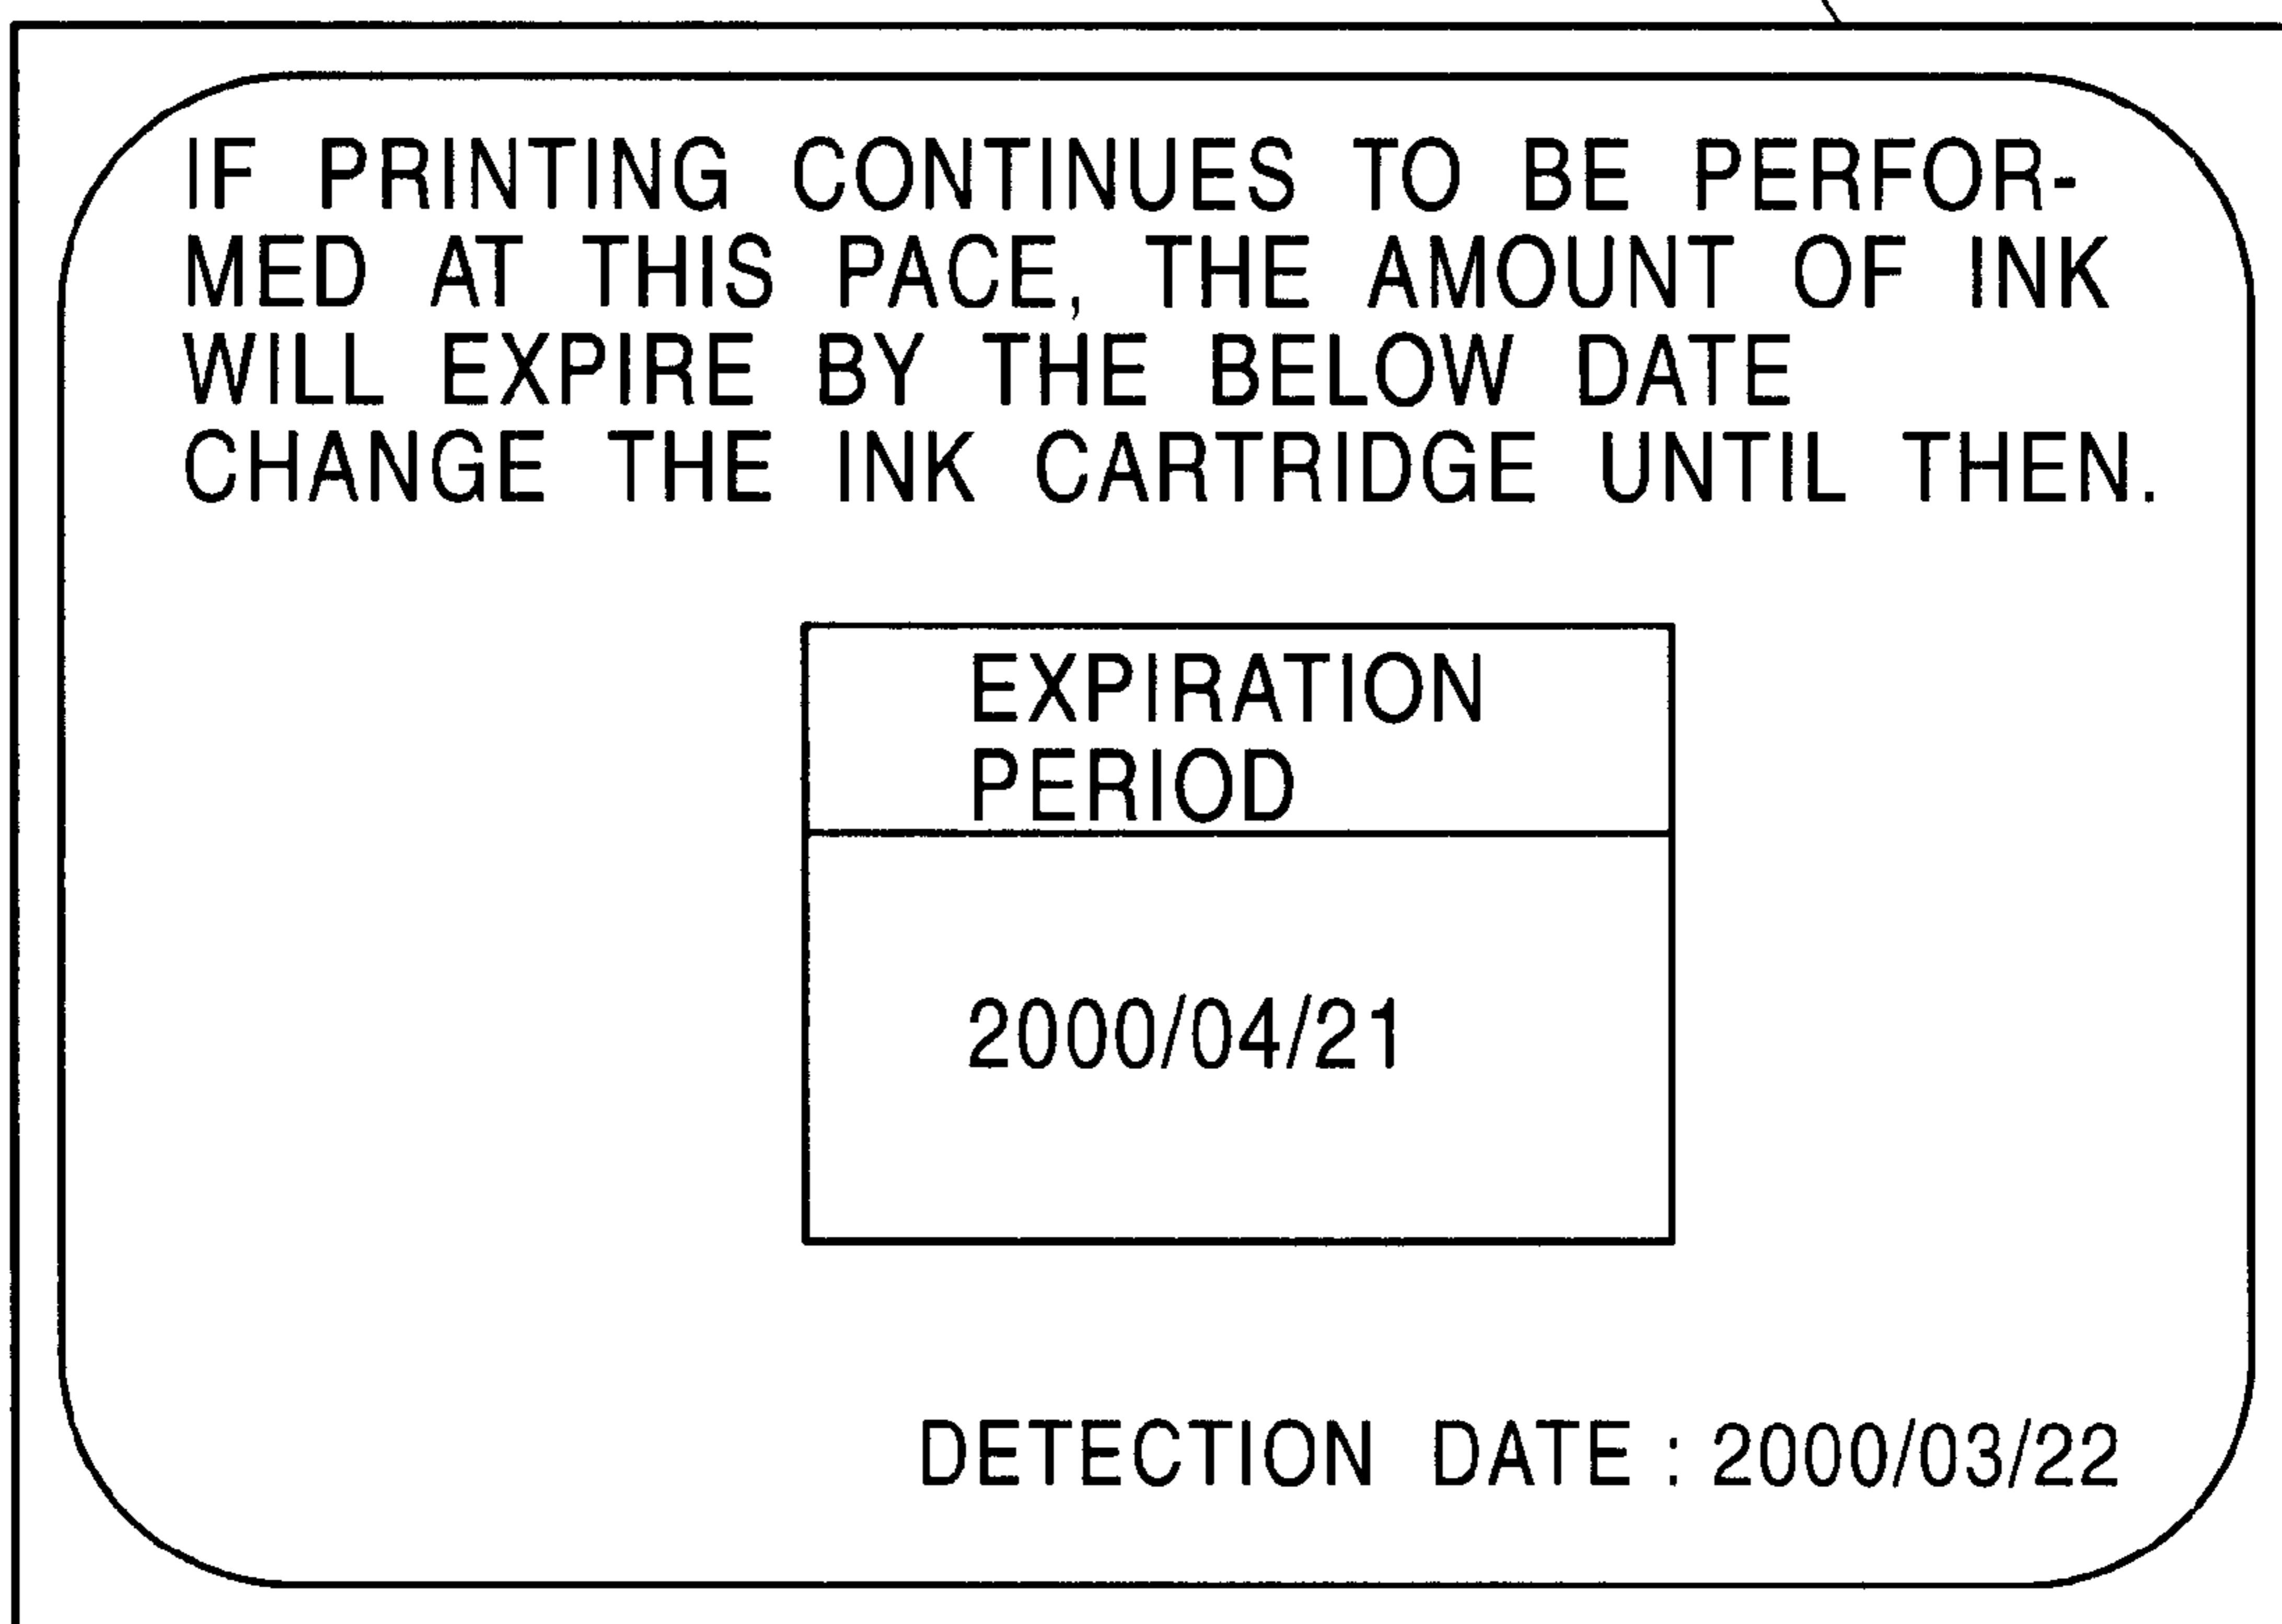 IF PRINTING CONTINUES TO BE PERFOR-
MED AT THIS PACE, THE AMOUNT OF INK
WILL EXPIRE BY THE BELOW DATE
CHANGE THE INK CARTRIDGE UNTIL THEN.
EXPIRATION
PERIOD
2000/04/21
DETECTION DATE : 2000/03/22